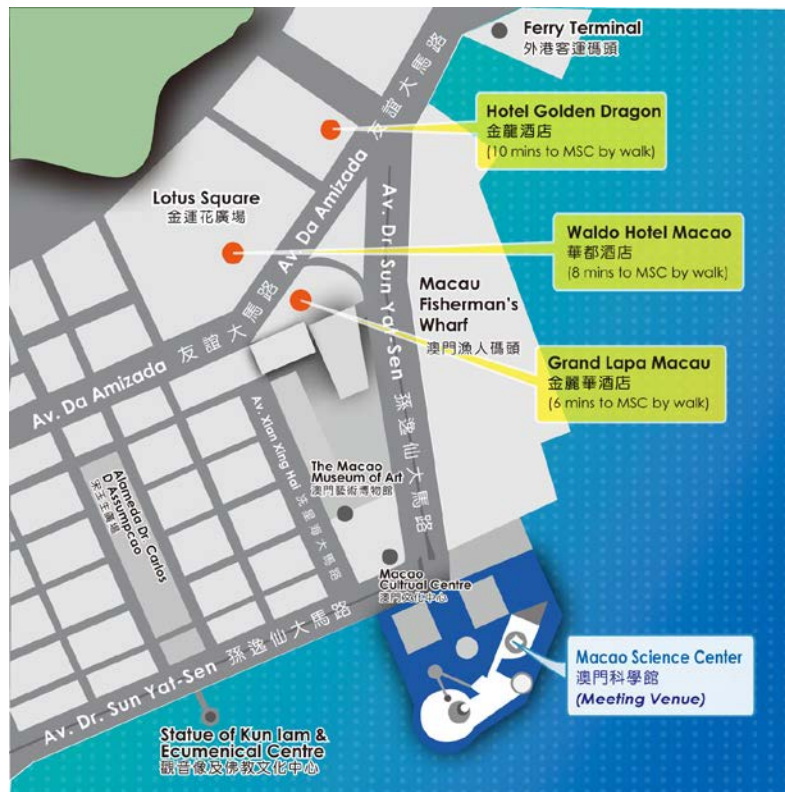 Ferry Terminal
外港客運碼頭
友誼大馬路
Hotel Golden Dragon
金龍酒店
(10 mins to MSC by walk)
Av. Da Amizada
Lotus Square
金蓮花廣場
Av. Dr. Sun Yat-Sen 孫逸仙大馬路
Waldo Hotel Macao
華都酒店
(8 mins to MSC by walk)
Macau
Fisherman's
Wharf
澳門漁人碼頭
Av. Da Amizada 友誼大馬路
Grand Lapa Macau
金麗華酒店
(6 mins to MSC by walk)
Av. Xian Xing Hai 冼星海大馬路
The Macao
Museum of Art
澳門藝術博物館
Alameda Dr. Carlos
D'Assumpcao
宋玉生廣場
Macao
Cultrual Centre
澳門文化中心
Av. Dr. Sun Yat-Sen 孫逸仙大馬路
Macao Science Center
澳門科學館
(Meeting Venue)
Statue of Kun Iam &
Ecumenical Centre
觀音像及佛教文化中心